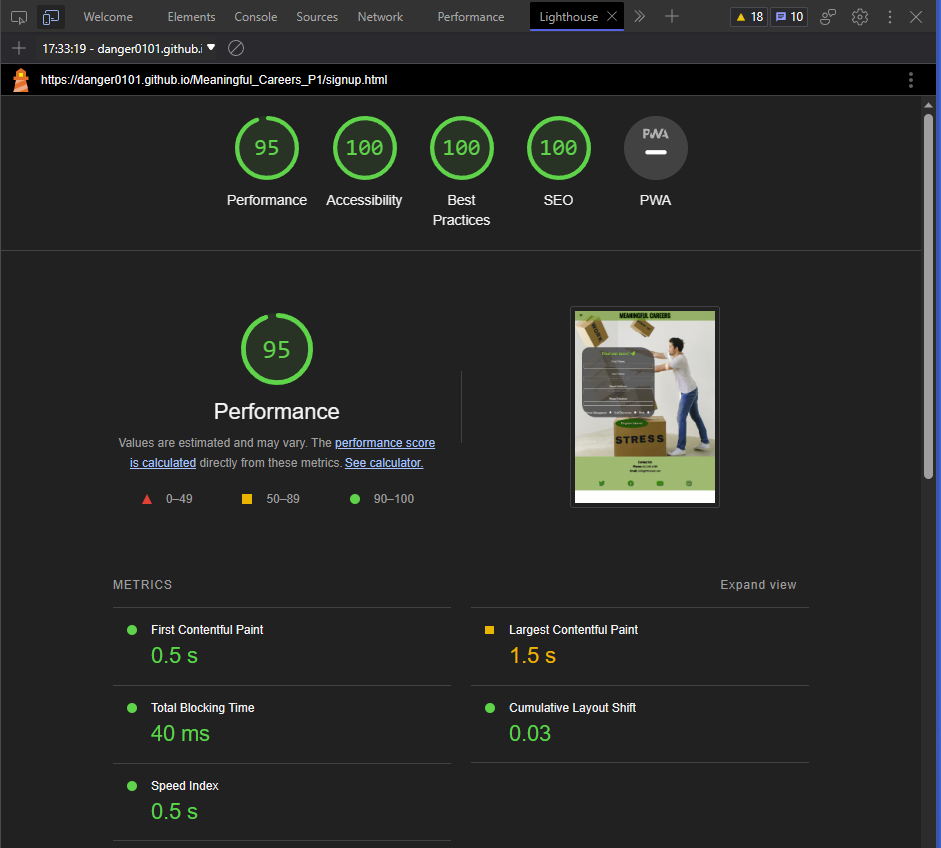 Welcome Elements Console Sources Network Performance Lighthouse 18 10
17:33:19 - danger0101.github.i
https://danger0101.github.io/Meaningful_Careers_P1/signup.html
95 100 100 100 PWA
Performance Accessibility Best Practices SEO PWA
95
MEANINGFUL CAREERS
WORK
STRESS
Performance
Values are estimated and may vary. The performance score
is calculated directly from these metrics. See calculator.
0–49 50–89 90–100
METRICS Expand view
First Contentful Paint Largest Contentful Paint
0.5 s 1.5 s
Total Blocking Time Cumulative Layout Shift
40 ms 0.03
Speed Index
0.5 s